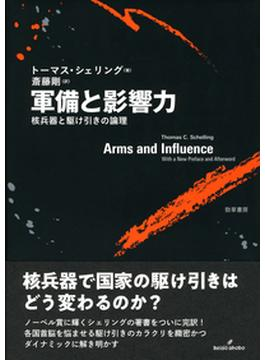 トーマス・シェリング［著］
斎藤剛［訳］
軍備と影響力
核兵器と駆け引きの論理
Thomas C. Schelling
Arms and Influence
With a New Preface and Afterword
勁草書房
核兵器で国家の駆け引きは
どう変わるのか？
ノーベル賞に輝くシェリングの著書をついに完訳！
各国首脳を悩ませる駆け引きのカラクリを緻密かつ
ダイナミックに解き明かす
keiso shobo